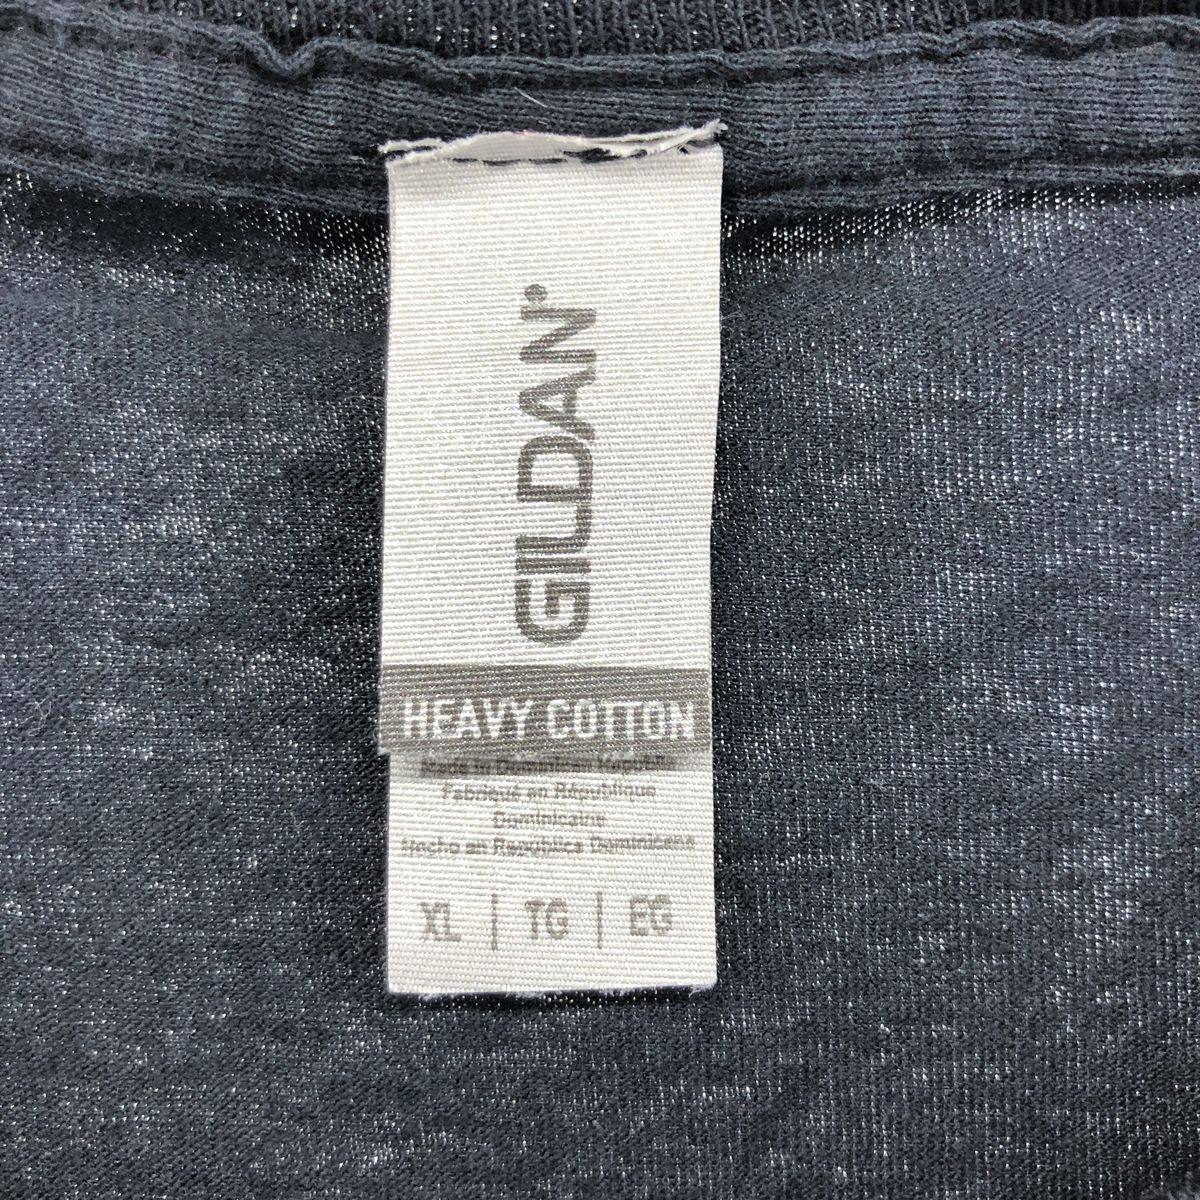 GILDAN®
HEAVY COTTON
Made in Dominican Republic
Fabriqué en République
Dominicaine
Hecho en República Dominicana
XL | TG | EG